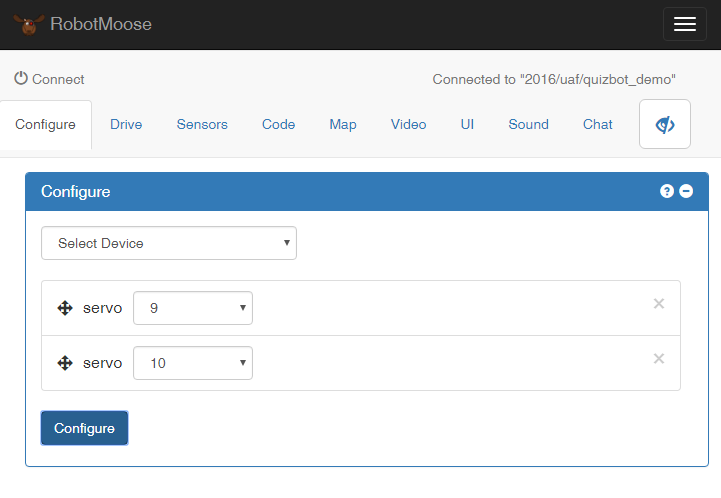 RobotMoose
Connect
Connected to "2016/uaf/quizbot_demo"
Configure Drive Sensors Code Map Video UI Sound Chat
Configure
Select Device
servo 9
servo 10
Configure